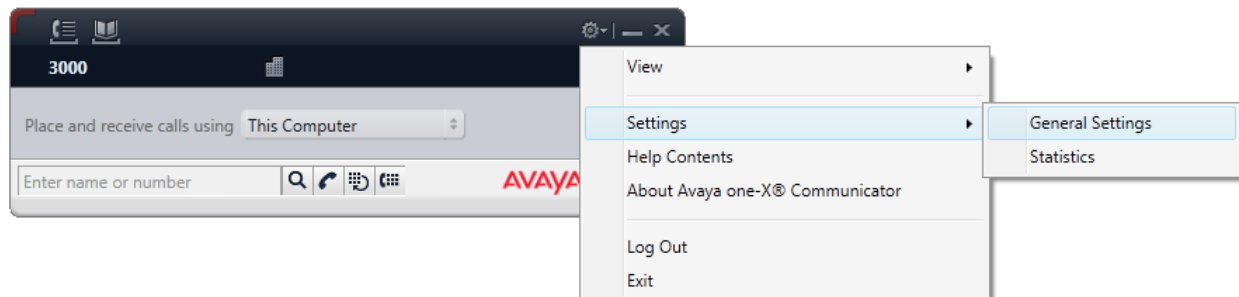 3000
Place and receive calls using This Computer
Enter name or number
AVAYA
View
Settings
Help Contents
About Avaya one-X® Communicator
Log Out
Exit
General Settings
Statistics